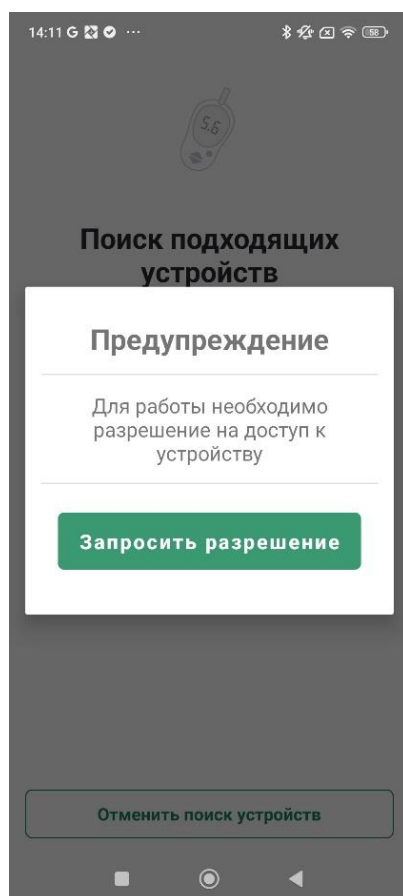 14:11 G
58
5.6
Поиск подходящих
устройств
Предупреждение
Для работы необходимо
разрешение на доступ к
устройству
Запросить разрешение
Отменить поиск устройств